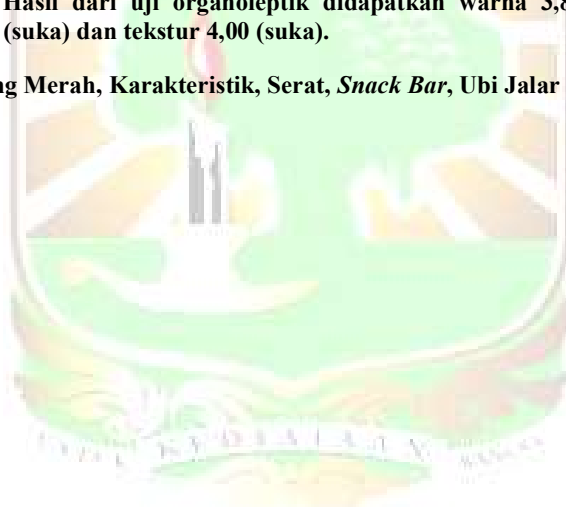 Hasil dari uji organoleptik didapatkan warna 3,8
(suka) dan tekstur 4,00 (suka).
ng Merah, Karakteristik, Serat, Snack Bar, Ubi Jalar
KEDJAJAAN